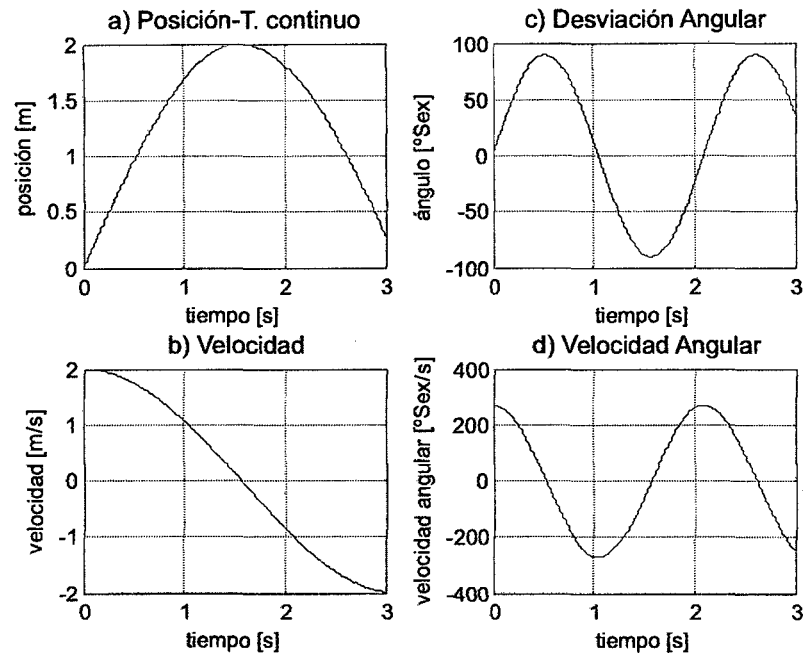 a) Posición-T. continuo
2
1.5
1
0.5
0
posición [m]
0 1 2 3
tiempo [s]
c) Desviación Angular
100
50
0
-50
-100
ángulo [ºSex]
0 1 2 3
tiempo [s]
b) Velocidad
2
1
0
-1
-2
velocidad [m/s]
0 1 2 3
tiempo [s]
d) Velocidad Angular
400
200
0
-200
-400
velocidad angular [ºSex/s]
0 1 2 3
tiempo [s]